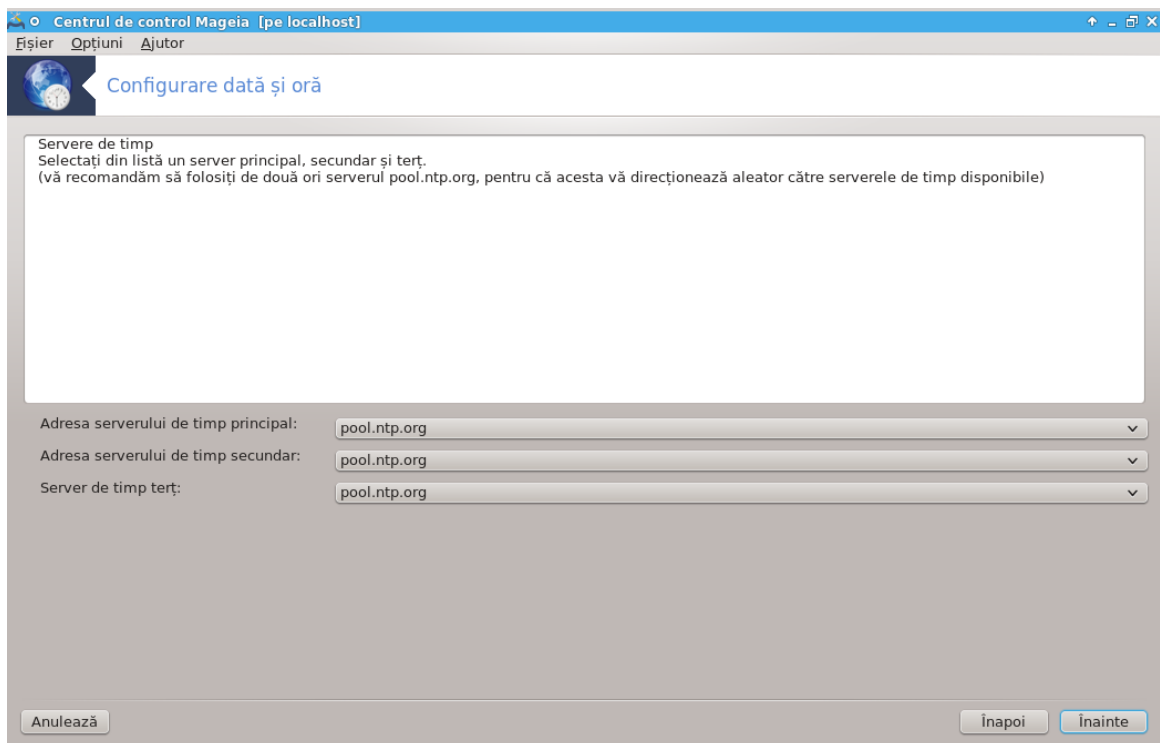 Centrul de control Mageia [pe localhost]
Fișier Opțiuni Ajutor
Configurare dată și oră
Servere de timp
Selectați din listă un server principal, secundar și terț.
(vă recomandăm să folosiți de două ori serverul pool.ntp.org, pentru că acesta vă direcționează aleator către serverele de timp disponibile)
Adresa serverului de timp principal: pool.ntp.org
Adresa serverului de timp secundar: pool.ntp.org
Server de timp terț: pool.ntp.org
Anulează Înapoi Înainte